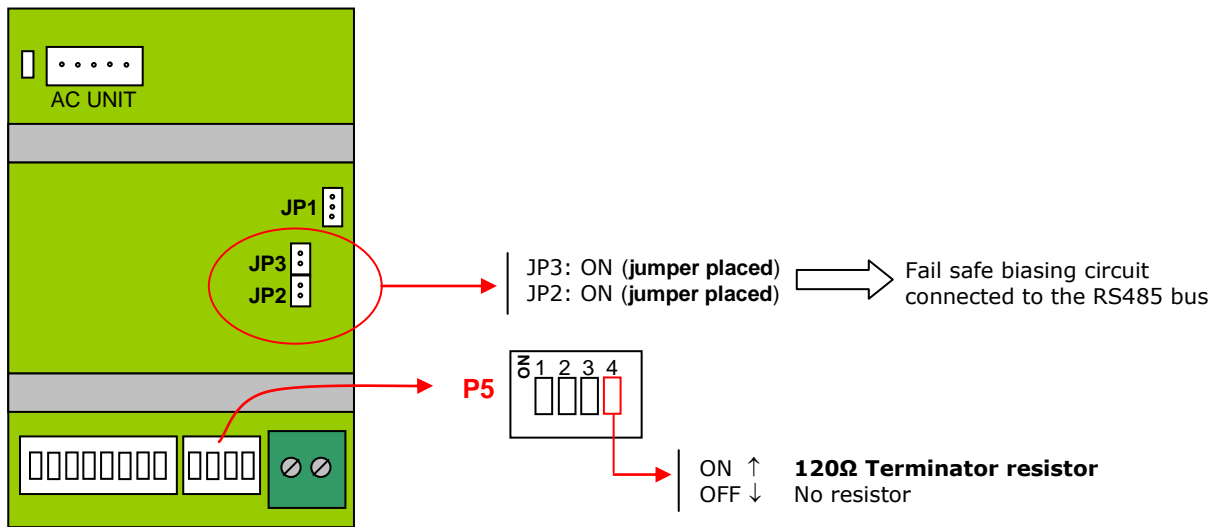 AC UNIT
JP1
JP3
JP2
JP3: ON (jumper placed)
JP2: ON (jumper placed)
Fail safe biasing circuit
connected to the RS485 bus
P5
ON
1 2 3 4
ON ↑ 120Ω Terminator resistor
OFF ↓ No resistor